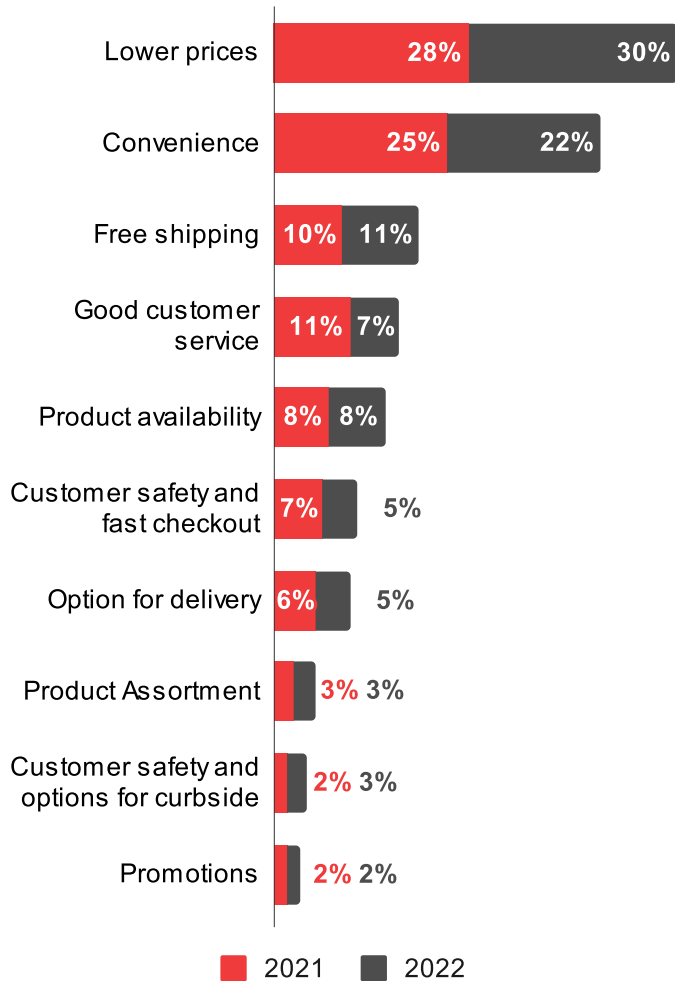 Lower prices
28%
30%
Convenience
25%
22%
Free shipping
10%
11%
Good customer
service
11%
7%
Product availability
8%
8%
Customer safety and
fast checkout
7%
5%
Option for delivery
6%
5%
Product Assortment
3%
3%
Customer safety and
options for curbside
2%
3%
Promotions
2%
2%
2021
2022